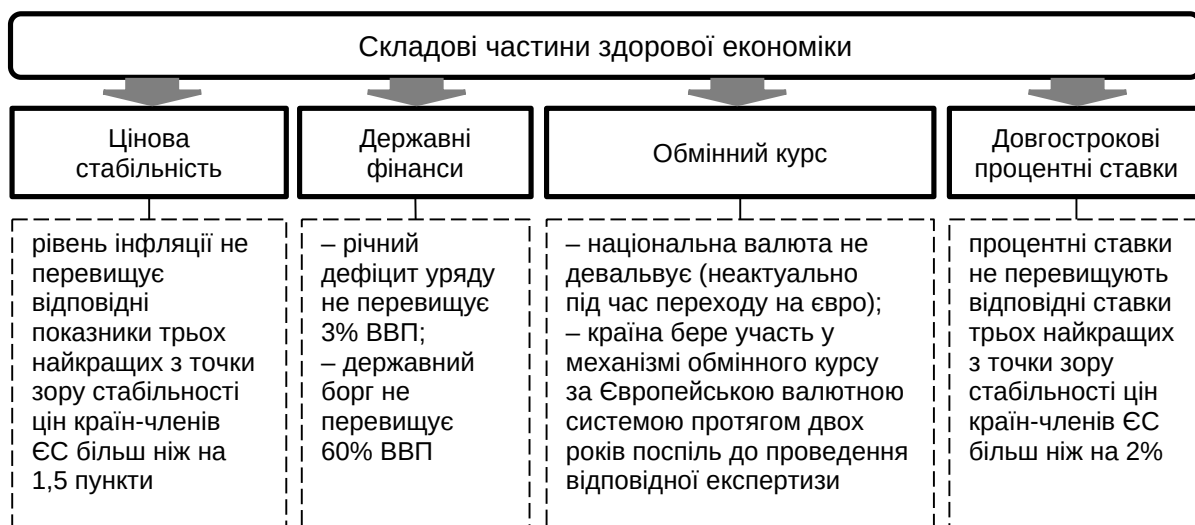 Складові частини здорової економіки
Цінова
стабільність
Державні
фінанси
Обмінний курс
Довгострокові
процентні ставки
рівень інфляції не
перевищує
відповідні
показники трьох
найкращих з точки
зору стабільності
цін країн-членів
ЄС більш ніж на
1,5 пункти
– річний
дефіцит уряду
не перевищує
3% ВВП;
– державний
борг не
перевищує
60% ВВП
– національна валюта не
девальвує (неактуально
під час переходу на євро);
– країна бере участь у
механізмі обмінного курсу
за Європейською валютною
системою протягом двох
років поспіль до проведення
відповідної експертизи
процентні ставки
не перевищують
відповідні ставки
трьох найкращих
з точки зору
стабільності цін
країн-членів ЄС
більш ніж на 2%